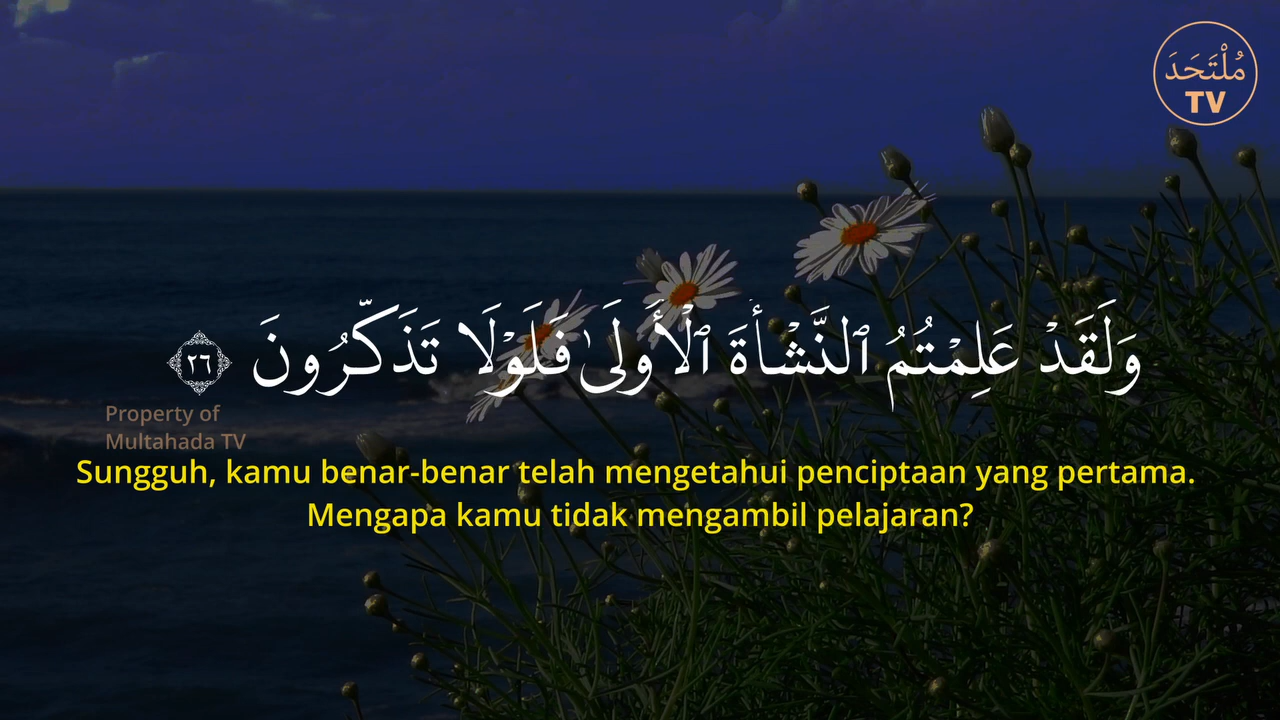 مُلْتَحَدَ
TV
وَلَقَدْ عَلِمْتُمُ ٱلنَّشْأَةَ ٱلْأُولَىٰ فَلَوْلَا تَذَكَّرُونَ ٢٦
Property of
Multahada TV
Sungguh, kamu benar-benar telah mengetahui penciptaan yang pertama.
Mengapa kamu tidak mengambil pelajaran?